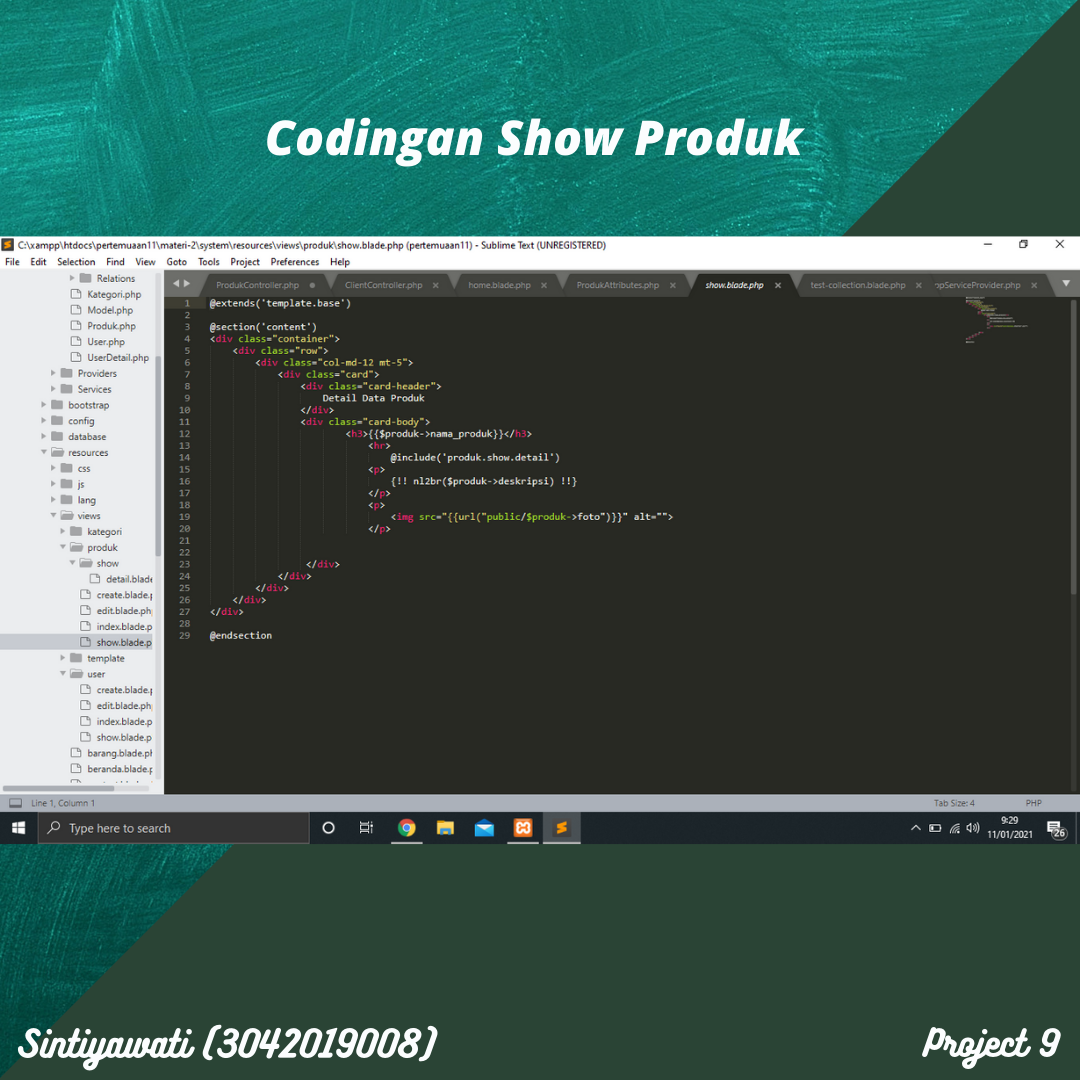 Codingan Show Produk
C:\xampp\htdocs\pertemuaan11\materi-2\system\resources\views\produk\show.blade.php (pertemuaan11) - Sublime Text (UNREGISTERED)
File Edit Selection Find View Goto Tools Project Preferences Help
Relations
Kategori.php
Model.php
Produk.php
User.php
UserDetail.php
Providers
Services
bootstrap
config
database
resources
css
js
lang
views
kategori
produk
show
detail.blade
create.blade.p
edit.blade.ph
index.blade.p
show.blade.p
template
user
create.blade.p
edit.blade.ph
index.blade.p
show.blade.p
barang.blade.ph
beranda.blade.p
ProdukController.php ClientController.php home.blade.php ProdukAttributes.php show.blade.php test-collection.blade.php ppServiceProvider.php
1 @extends('template.base')
2
3 @section('content')
4 <div class="container">
5 <div class="row">
6 <div class="col-md-12 mt-5">
7 <div class="card">
8 <div class="card-header">
9 Detail Data Produk
10 </div>
11 <div class="card-body">
12 <h3>{{$produk->nama_produk}}</h3>
13 <hr>
14 @include('produk.show.detail')
15 <p>
16 {!! nl2br($produk->deskripsi) !!}
17 </p>
18 <p>
19 <img src="{{url("public/$produk->foto")}}" alt="">
20 </p>
21
22
23 </div>
24 </div>
25 </div>
26 </div>
27 </div>
28
29 @endsection
Line 1, Column 1 Tab Size: 4 PHP
Type here to search
9:29
11/01/2021
26
Sintiyawati (3042019008)
Project 9